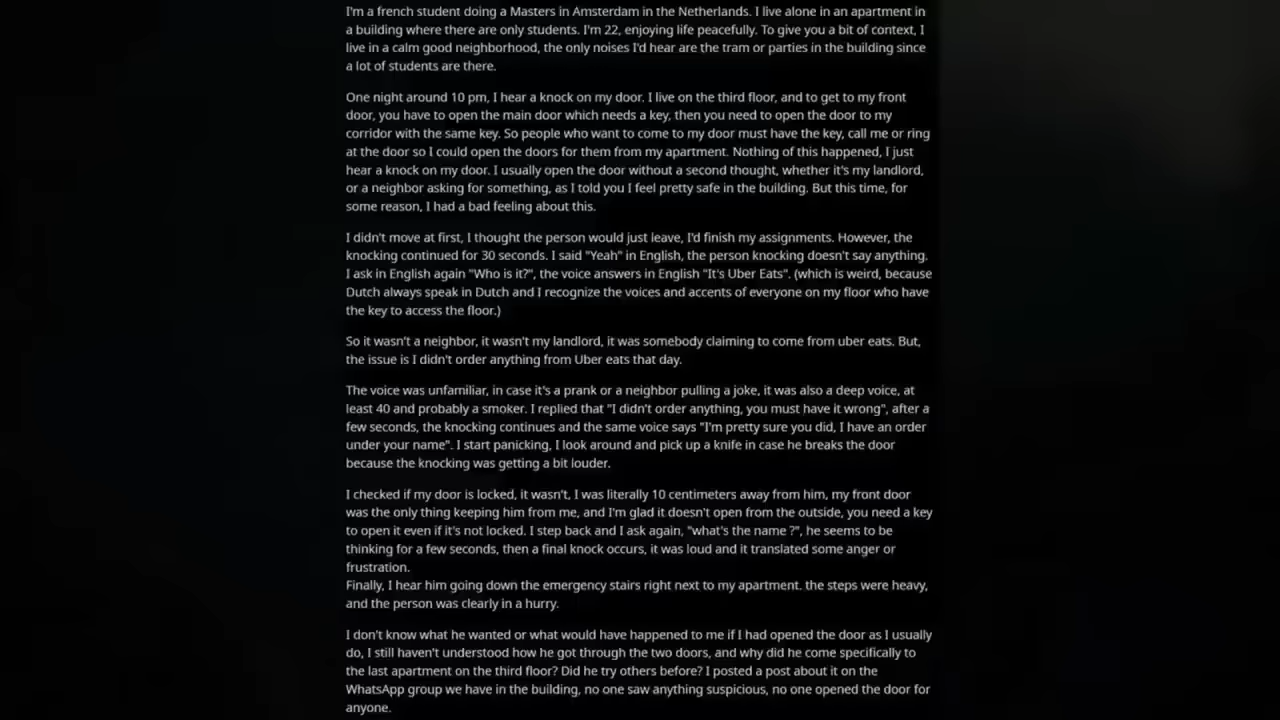 I'm a french student doing a Masters in Amsterdam in the Netherlands. I live alone in an apartment in
a building where there are only students. I'm 22, enjoying life peacefully. To give you a bit of context, I
live in a calm good neighborhood, the only noises I'd hear are the tram or parties in the building since
a lot of students are there.
One night around 10 pm, I hear a knock on my door. I live on the third floor, and to get to my front
door, you have to open the main door which needs a key, then you need to open the door to my
corridor with the same key. So people who want to come to my door must have the key, call me or ring
at the door so I could open the doors for them from my apartment. Nothing of this happened, I just
hear a knock on my door. I usually open the door without a second thought, whether it's my landlord,
or a neighbor asking for something, as I told you I feel pretty safe in the building. But this time, for
some reason, I had a bad feeling about this.
I didn't move at first, I thought the person would just leave, I'd finish my assignments. However, the
knocking continued for 30 seconds. I said "Yeah" in English, the person knocking doesn't say anything.
I ask in English again "Who is it?", the voice answers in English "It's Uber Eats". (which is weird, because
Dutch always speak in Dutch and I recognize the voices and accents of everyone on my floor who have
the key to access the floor.)
So it wasn't a neighbor, it wasn't my landlord, it was somebody claiming to come from uber eats. But,
the issue is I didn't order anything from Uber eats that day.
The voice was unfamiliar, in case it's a prank or a neighbor pulling a joke, it was also a deep voice, at
least 40 and probably a smoker. I replied that "I didn't order anything, you must have it wrong", after a
few seconds, the knocking continues and the same voice says "I'm pretty sure you did, I have an order
under your name". I start panicking, I look around and pick up a knife in case he breaks the door
because the knocking was getting a bit louder.
I checked if my door is locked, it wasn't, I was literally 10 centimeters away from him, my front door
was the only thing keeping him from me, and I'm glad it doesn't open from the outside, you need a key
to open it even if it's not locked. I step back and I ask again, "what's the name ?", he seems to be
thinking for a few seconds, then a final knock occurs, it was loud and it translated some anger or
frustration.
Finally, I hear him going down the emergency stairs right next to my apartment. the steps were heavy,
and the person was clearly in a hurry.
I don't know what he wanted or what would have happened to me if I had opened the door as I usually
do, I still haven't understood how he got through the two doors, and why did he come specifically to
the last apartment on the third floor? Did he try others before? I posted a post about it on the
WhatsApp group we have in the building, no one saw anything suspicious, no one opened the door for
anyone.